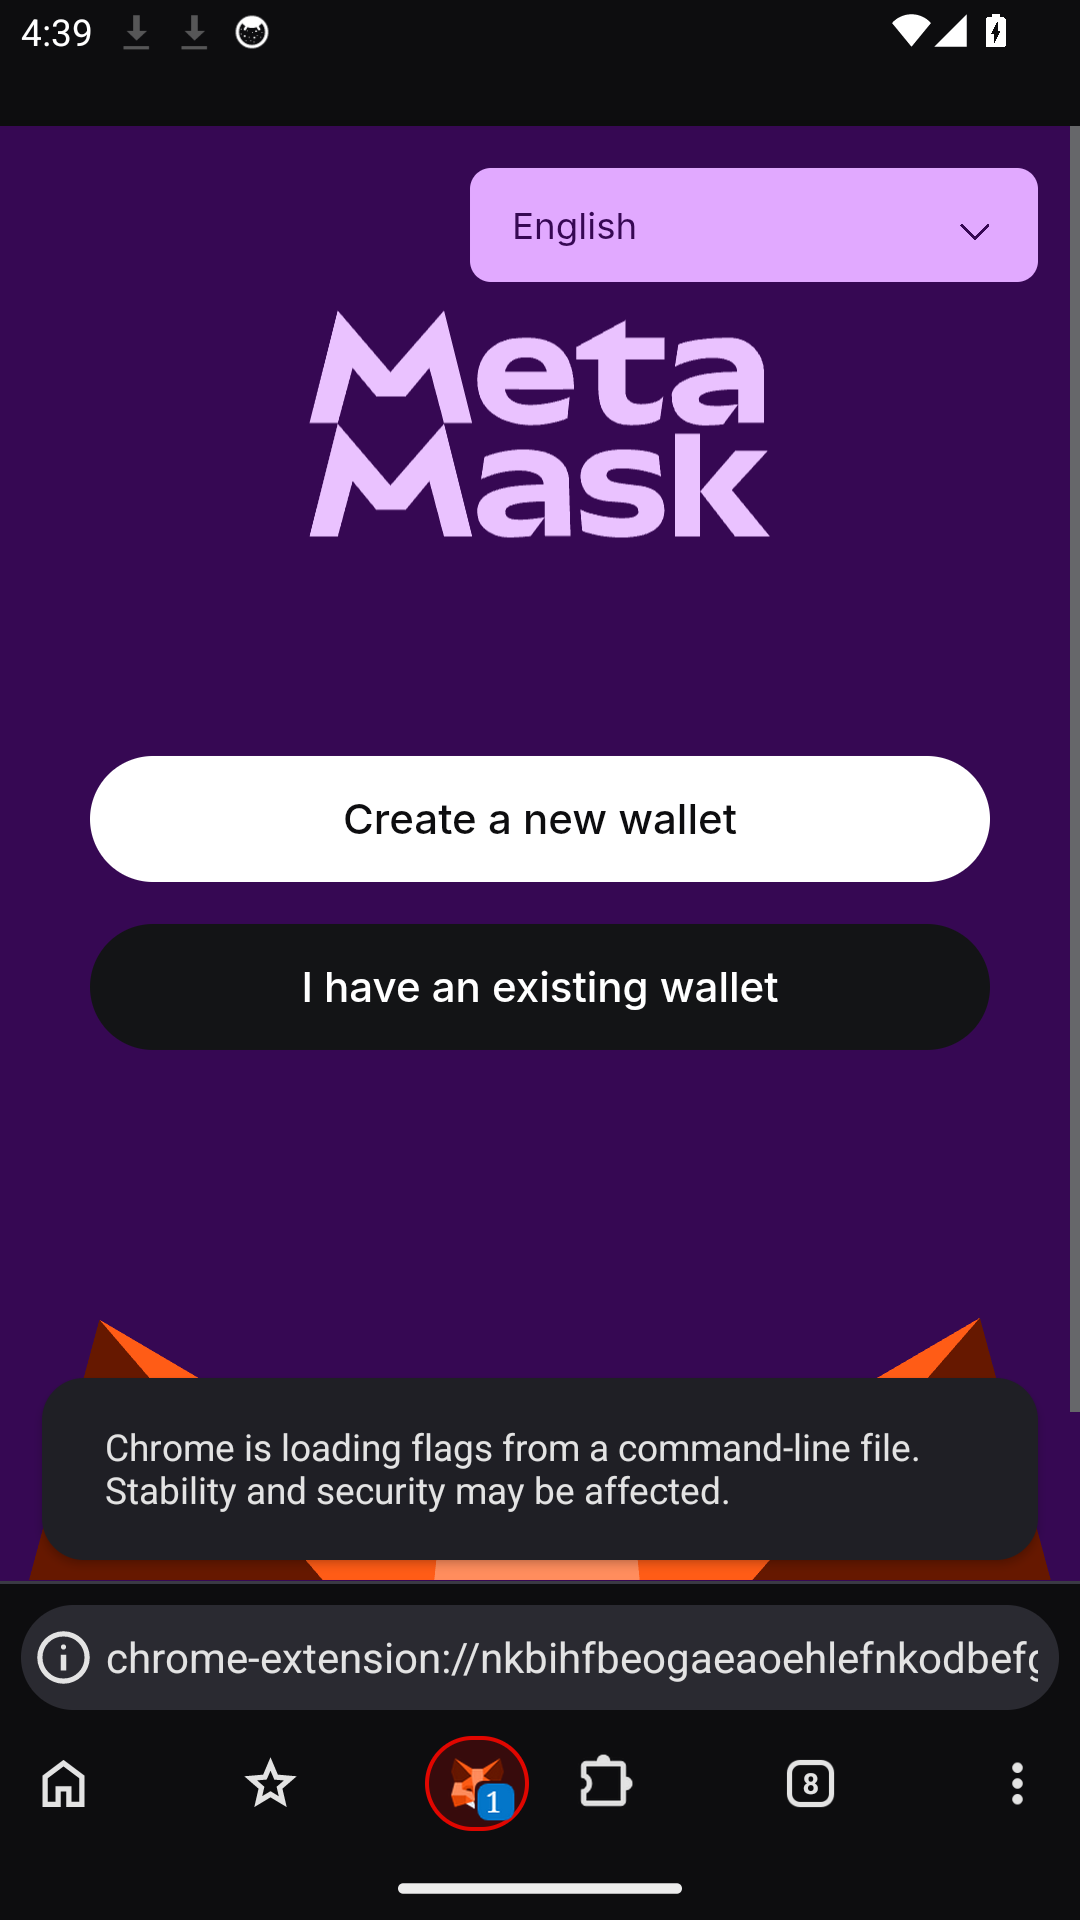 4:39
English
Meta
Mask
Create a new wallet
I have an existing wallet
Chrome is loading flags from a command-line file.
Stability and security may be affected.
chrome-extension://nkbihfbeogaeaoehlefnkodbefg
1
8